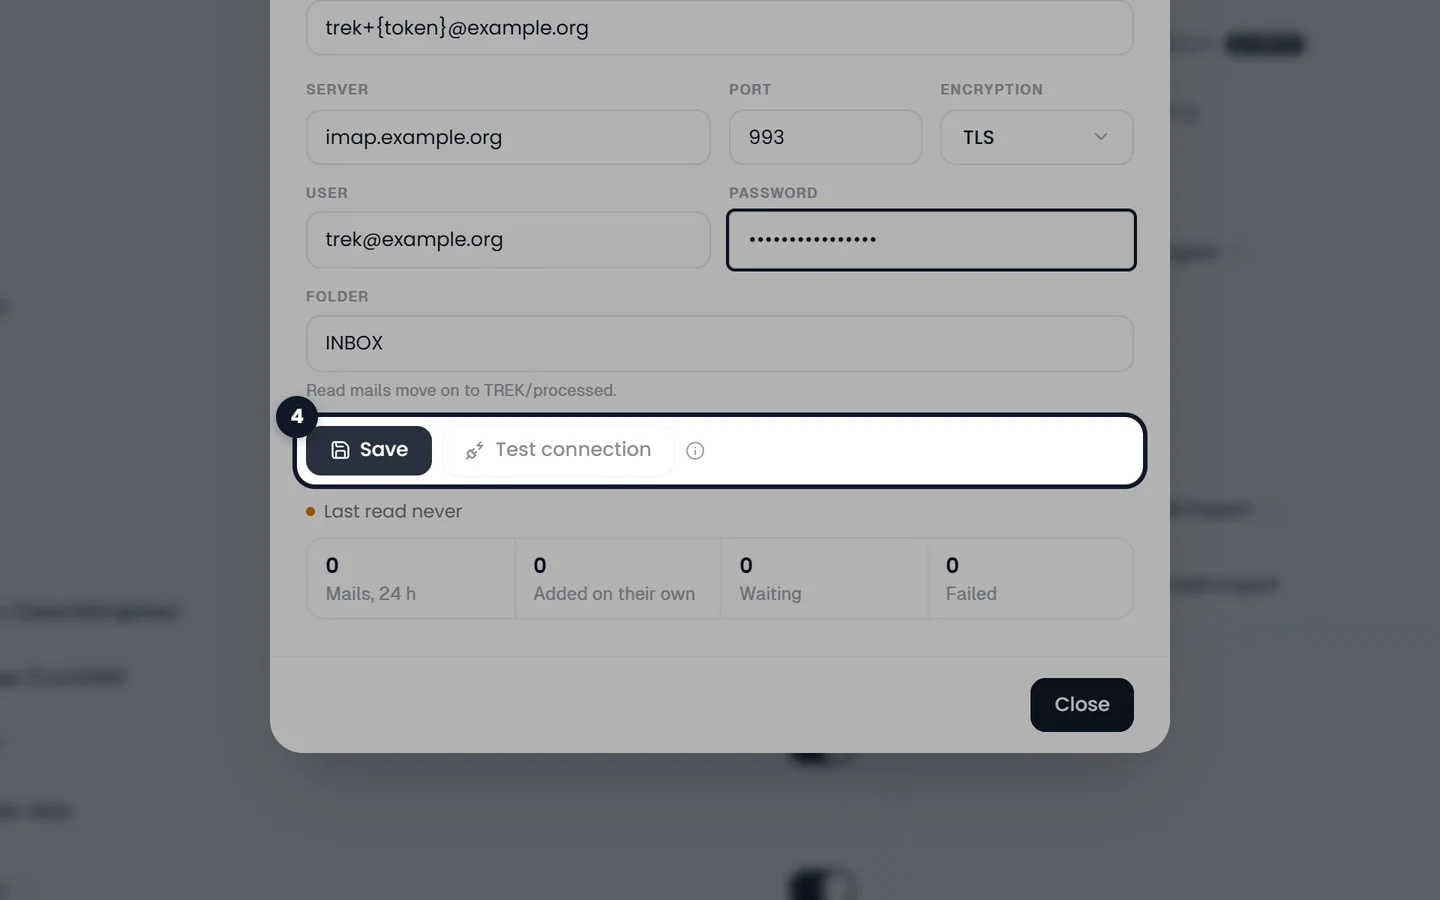 trek+{token}@example.org
SERVER
PORT
ENCRYPTION
imap.example.org
993
TLS
USER
PASSWORD
trek@example.org
••••••••••••••••
FOLDER
INBOX
Read mails move on to TREK/processed.
4
Save
Test connection
Last read never
0
Mails, 24 h
0
Added on their own
0
Waiting
0
Failed
Close